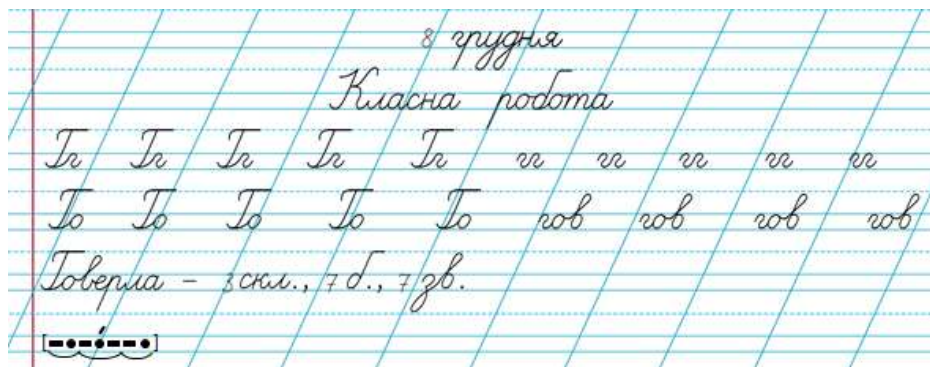 8 грудня
Класна робота
Гг Гг Гг Гг Гг гг гг гг гг гг
Го Го Го Го Го гов гов гов гов
Говерла – 3 скл., 7 б., 7 зв.